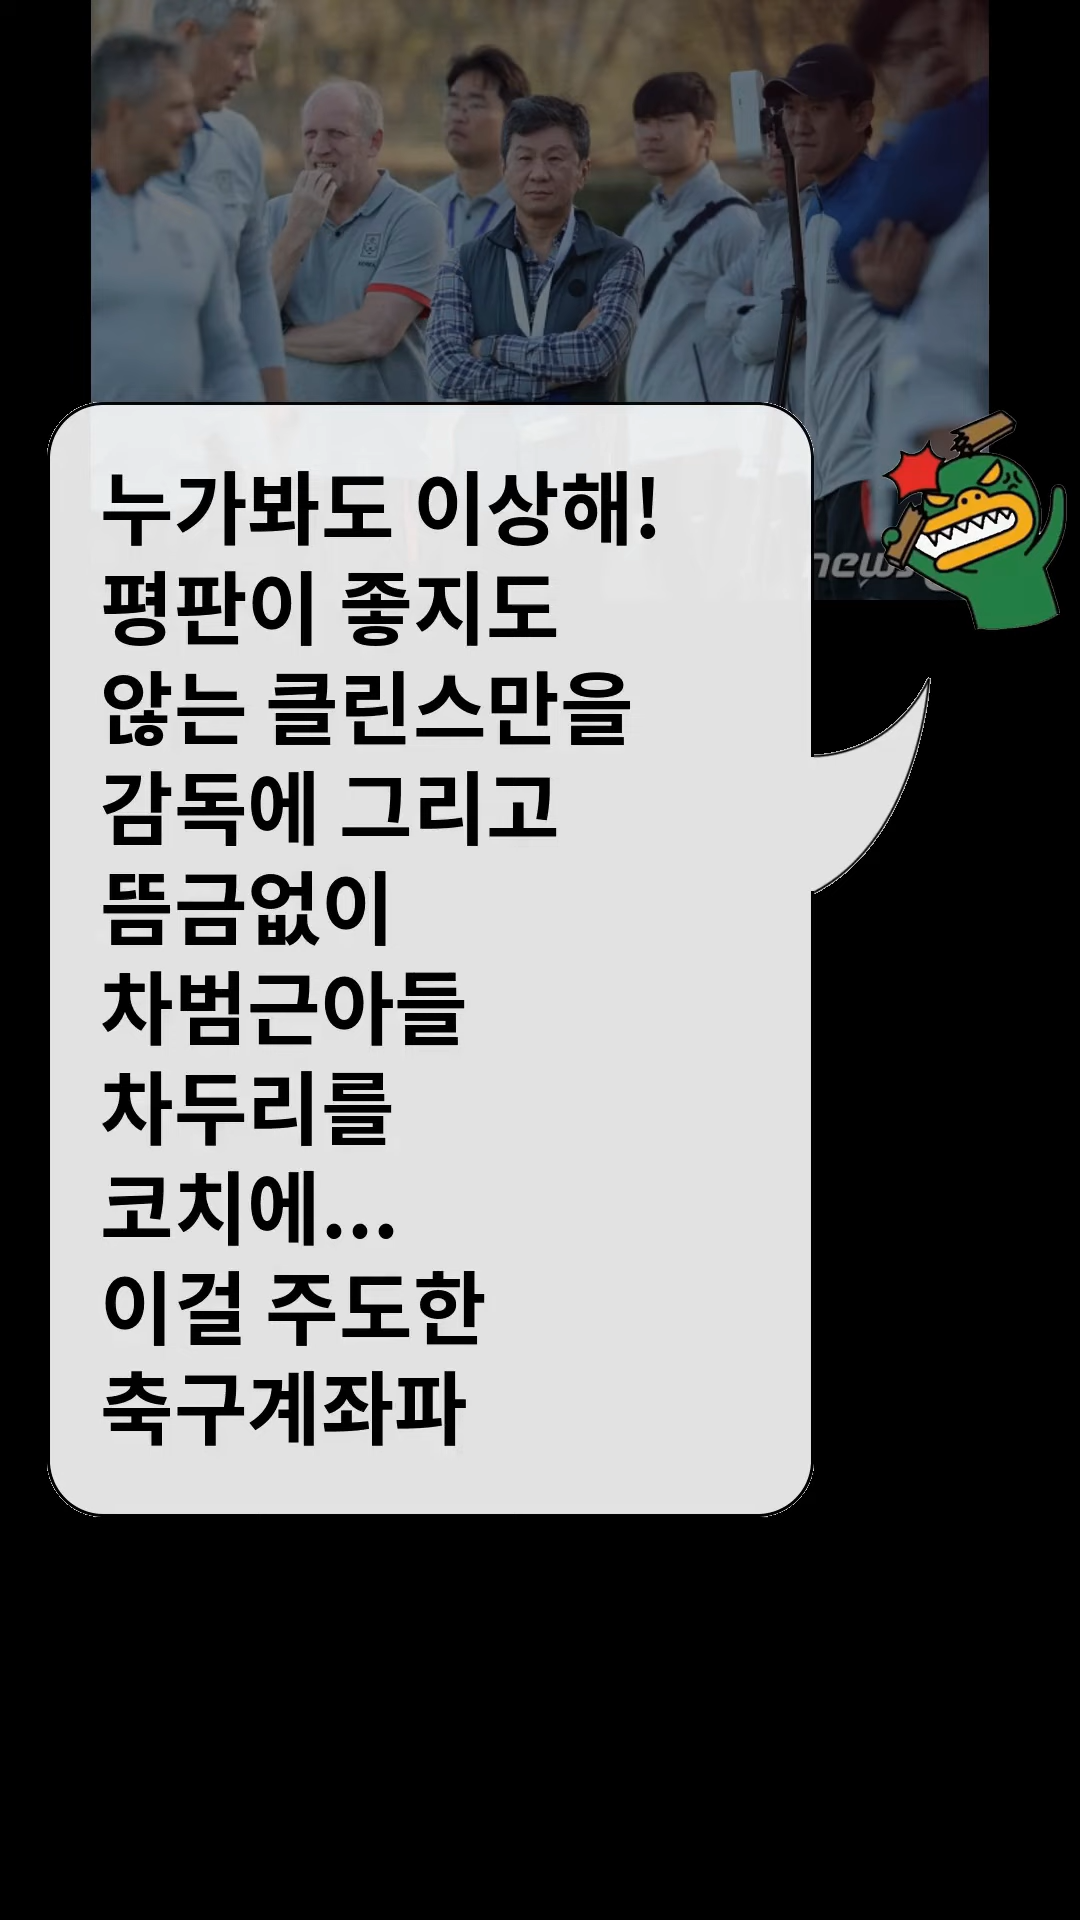 누가봐도 이상해!
평판이 좋지도
않는 클린스만을
감독에 그리고
뜸금없이
차범근아들
차두리를
코치에...
이걸 주도한
축구계좌파
news